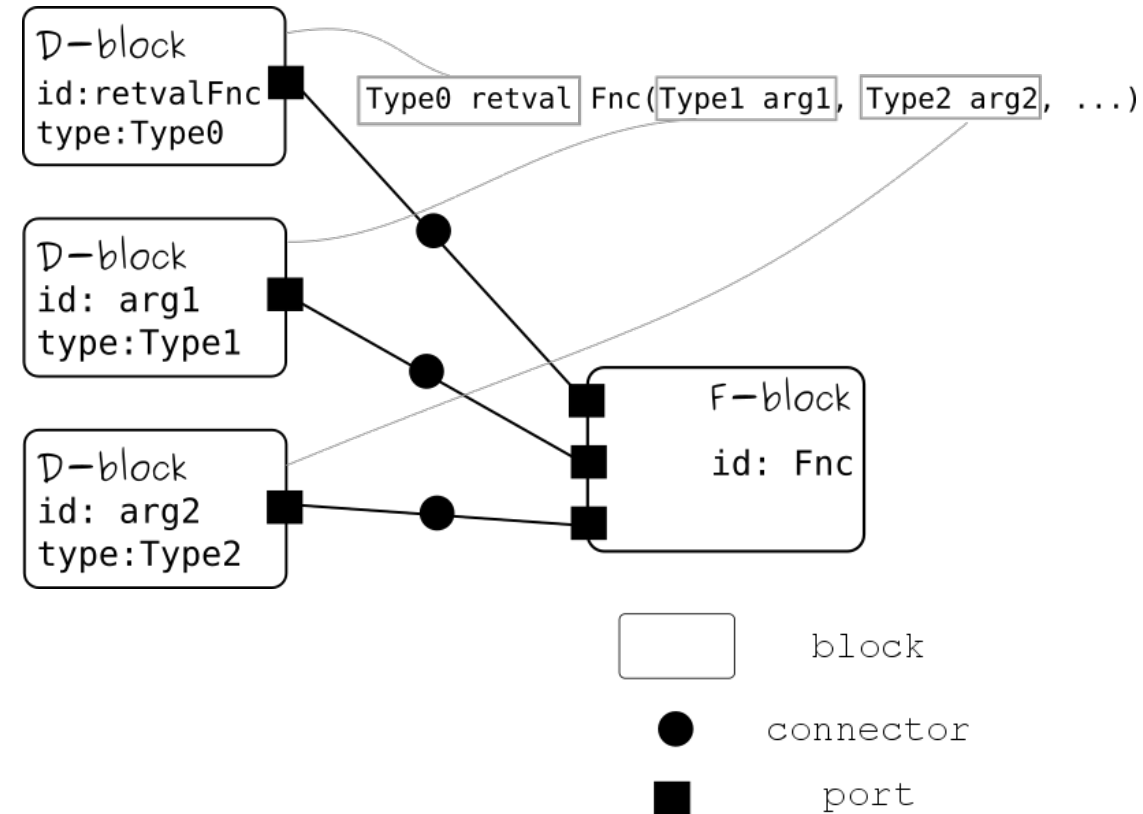 D-block
id:retvalFnc
type:Type0
Type0 retval Fnc(Type1 arg1, Type2 arg2, ...)
D-block
id: arg1
type:Type1
D-block
id: arg2
type:Type2
F-block
id: Fnc
block
connector
port